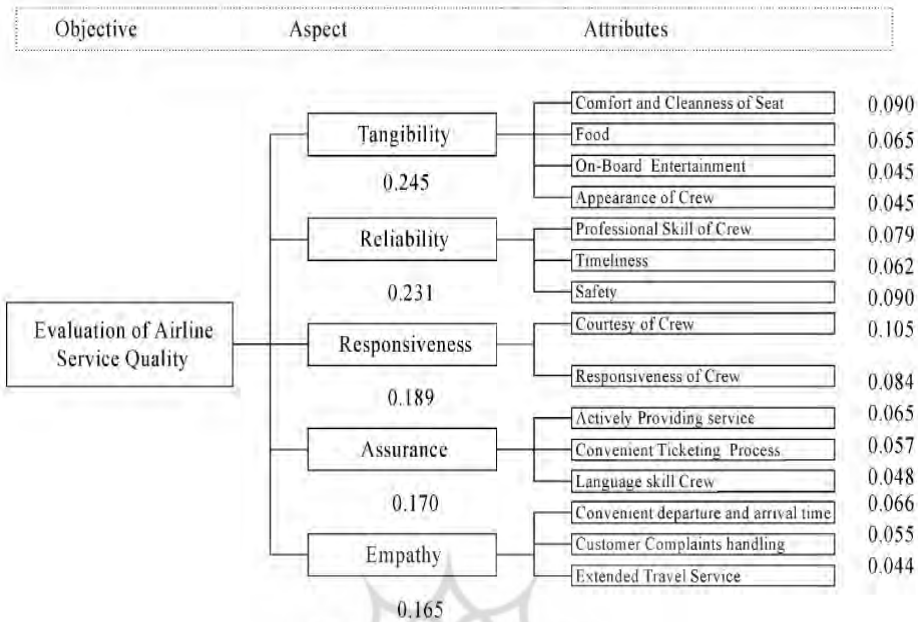 Objective Aspect Attributes
Evaluation of Airline
Service Quality
Tangibility
0.245
Comfort and Cleanness of Seat 0.090
Food 0.065
On-Board Entertainment 0.045
Appearance of Crew 0.045
Reliability
0.231
Professional Skill of Crew 0.079
Timeliness 0.062
Safety 0.090
Responsiveness
0.189
Courtesy of Crew 0.105
Responsiveness of Crew 0.084
Assurance
0.170
Actively Providing service 0.065
Convenient Ticketing Process 0.057
Language skill Crew 0.048
Empathy
0.165
Convenient departure and arrival time 0.066
Customer Complaints handling 0.055
Extended Travel Service 0.044